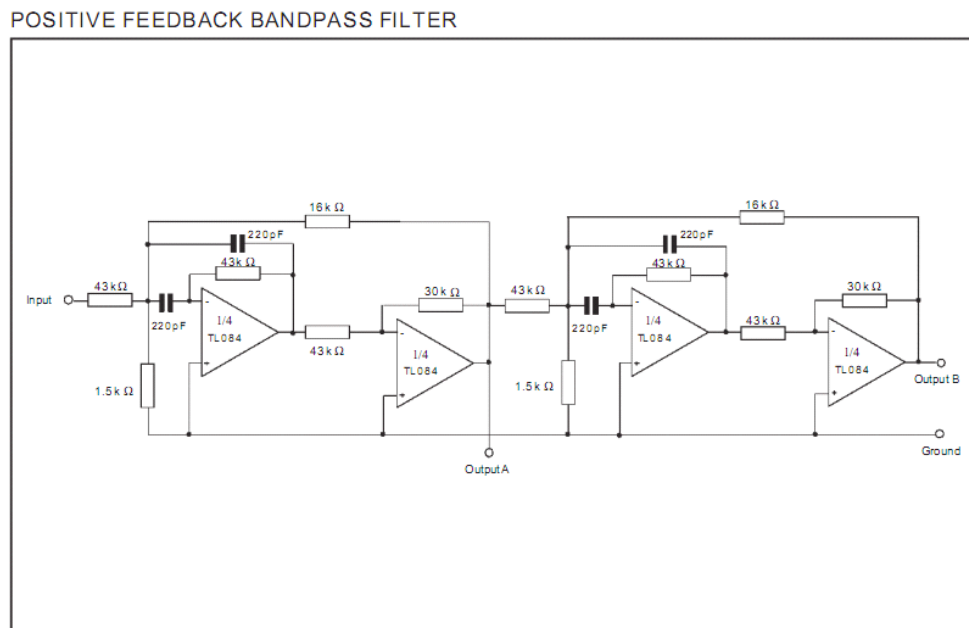 POSITIVE FEEDBACK BANDPASS FILTER
16k Ω
16k Ω
220pF
220pF
43k Ω
43k Ω
43k Ω
30k Ω
43k Ω
30k Ω
Input
-
-
-
-
220pF
1/4
TL084
43k Ω
1/4
TL084
220pF
1/4
TL084
43k Ω
1/4
TL084
1.5k Ω
+
+
1.5k Ω
+
+
Output B
Output A
Ground